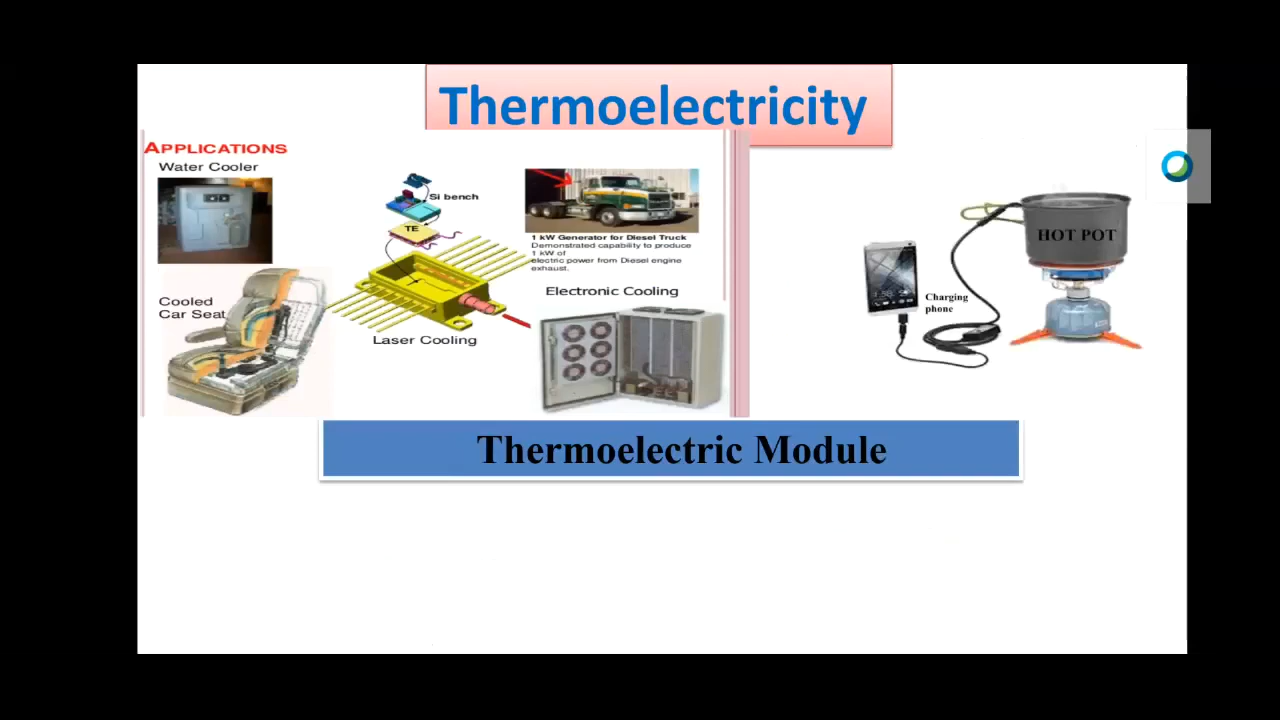 Thermoelectricity
APPLICATIONS
Water Cooler
Si bench
TE
1 kW Generator for Diesel Truck
Demonstrated capability to produce
1 kW of
electric power from Diesel engine
exhaust.
Cooled
Car Seat
Laser Cooling
Electronic Cooling
HOT POT
Charging
phone
Thermoelectric Module